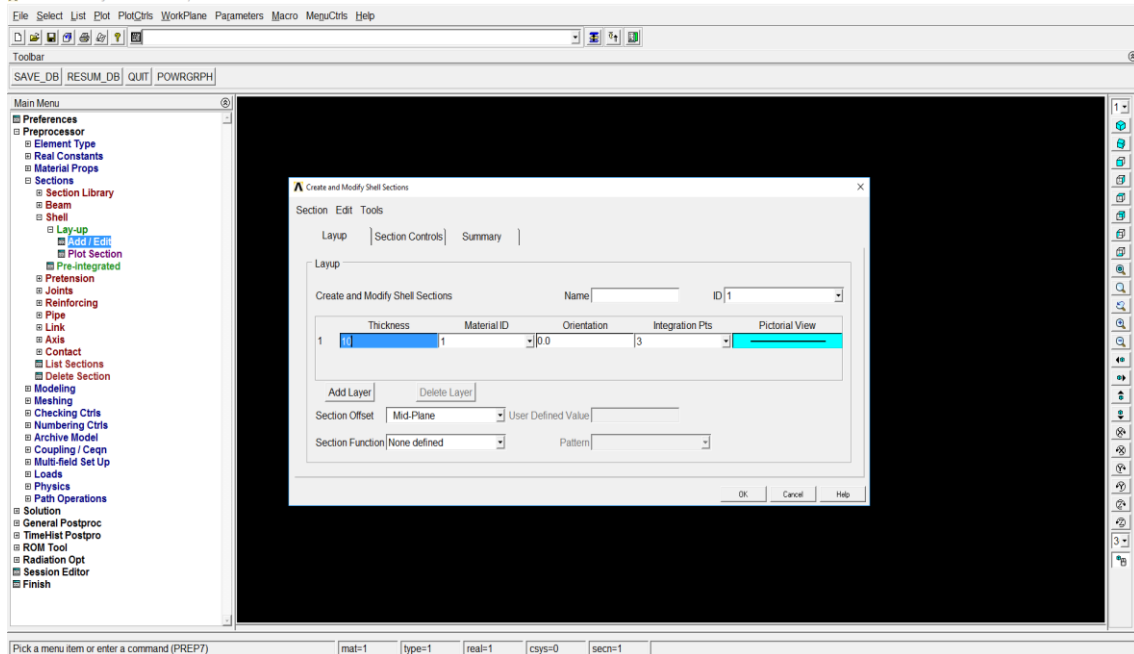 File Select List Plot PlotCtrls WorkPlane Parameters Macro MenuCtrls Help
Toolbar
SAVE_DB RESUM_DB QUIT POWRGRPH
Main Menu
Preferences
Preprocessor
Element Type
Real Constants
Material Props
Sections
Section Library
Beam
Shell
Lay-up
Add / Edit
Plot Section
Pre-integrated
Pretension
Joints
Reinforcing
Pipe
Link
Axis
Contact
List Sections
Delete Section
Modeling
Meshing
Checking Ctrls
Numbering Ctrls
Archive Model
Coupling / Ceqn
Multi-field Set Up
Loads
Physics
Path Operations
Solution
General Postproc
TimeHist Postpro
ROM Tool
Radiation Opt
Session Editor
Finish
Create and Modify Shell Sections
Section Edit Tools
Layup Section Controls Summary
Layup
Create and Modify Shell Sections Name ID 1
Thickness Material ID Orientation Integration Pts Pictorial View
1 10 1 0.0 3
Add Layer Delete Layer
Section Offset Mid-Plane User Defined Value
Section Function None defined Pattern
OK Cancel Help
1
3
Pick a menu item or enter a command (PREP7) mat=1 type=1 real=1 csys=0 secn=1